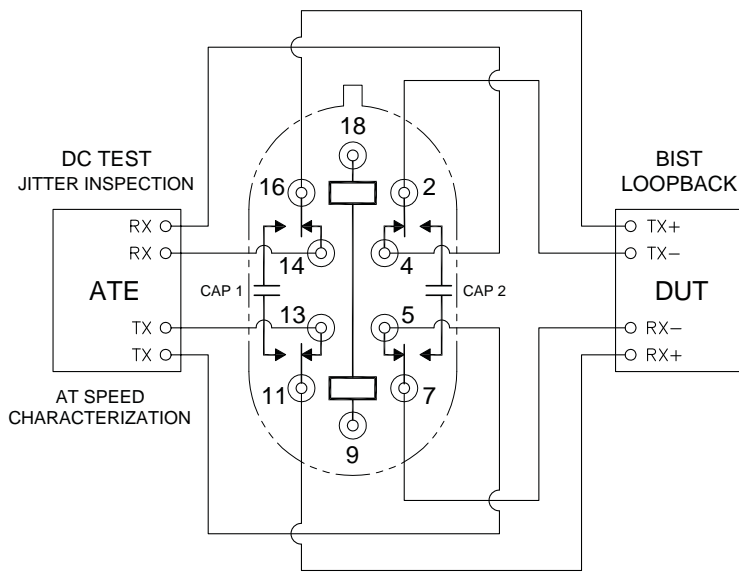 DC TEST
JITTER INSPECTION
RX
RX
ATE
TX
TX
AT SPEED
CHARACTERIZATION
18
16
2
14
4
CAP 1
CAP 2
13
5
11
7
9
BIST
LOOPBACK
TX+
TX-
DUT
RX-
RX+